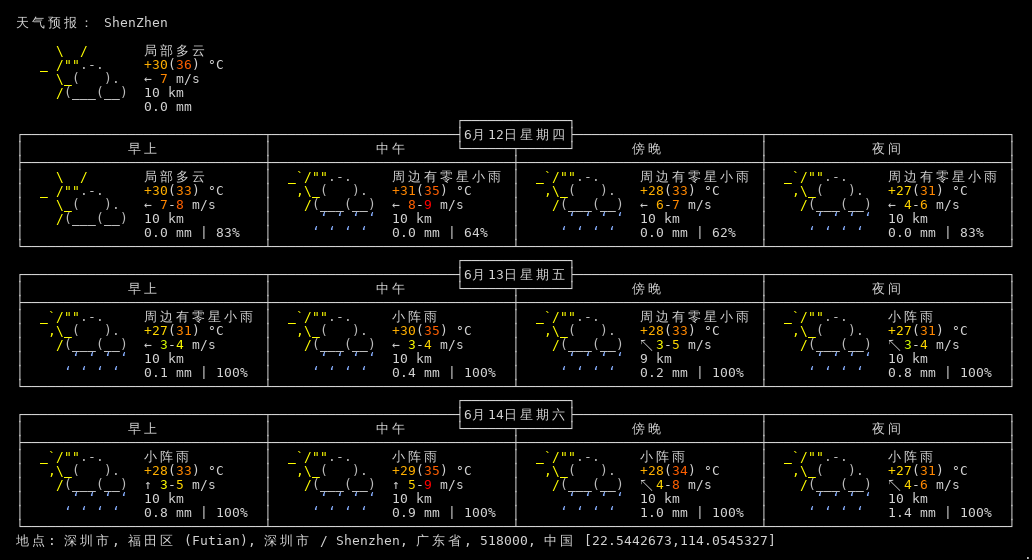 天气预报： ShenZhen
局部多云
+30(36) °C
← 7 m/s
10 km
0.0 mm
6月12日星期四
早上 中午 傍晚 夜间
局部多云 周边有零星小雨 周边有零星小雨 周边有零星小雨
+30(33) °C +31(35) °C +28(33) °C +27(31) °C
← 7-8 m/s ← 8-9 m/s ← 6-7 m/s ← 4-6 m/s
10 km 10 km 10 km 10 km
0.0 mm | 83% 0.0 mm | 64% 0.0 mm | 62% 0.0 mm | 83%
6月13日星期五
早上 中午 傍晚 夜间
周边有零星小雨 小阵雨 周边有零星小雨 小阵雨
+27(31) °C +30(35) °C +28(33) °C +27(31) °C
← 3-4 m/s ← 3-4 m/s ↖ 3-5 m/s ↖ 3-4 m/s
10 km 10 km 9 km 10 km
0.1 mm | 100% 0.4 mm | 100% 0.2 mm | 100% 0.8 mm | 100%
6月14日星期六
早上 中午 傍晚 夜间
小阵雨 小阵雨 小阵雨 小阵雨
+28(33) °C +29(35) °C +28(34) °C +27(31) °C
↑ 3-5 m/s ↑ 5-9 m/s ↖ 4-8 m/s ↖ 4-6 m/s
10 km 10 km 10 km 10 km
0.8 mm | 100% 0.9 mm | 100% 1.0 mm | 100% 1.4 mm | 100%
地点: 深圳市, 福田区 (Futian), 深圳市 / Shenzhen, 广东省, 518000, 中国 [22.5442673,114.0545327]